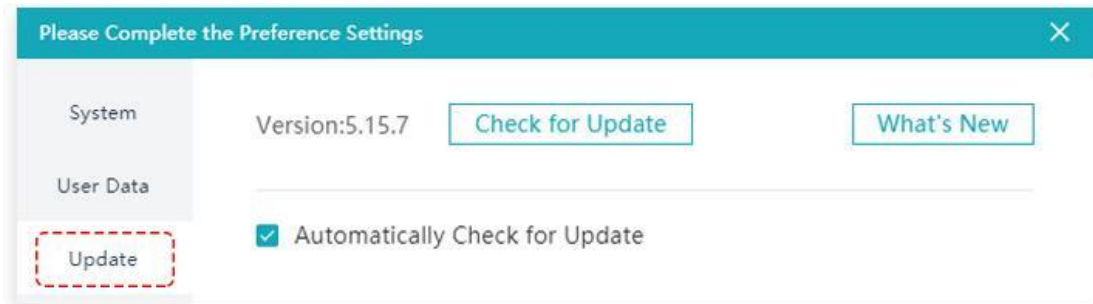 Please Complete the Preference Settings
System
Version:5.15.7 Check for Update What's New
User Data
Automatically Check for Update
Update